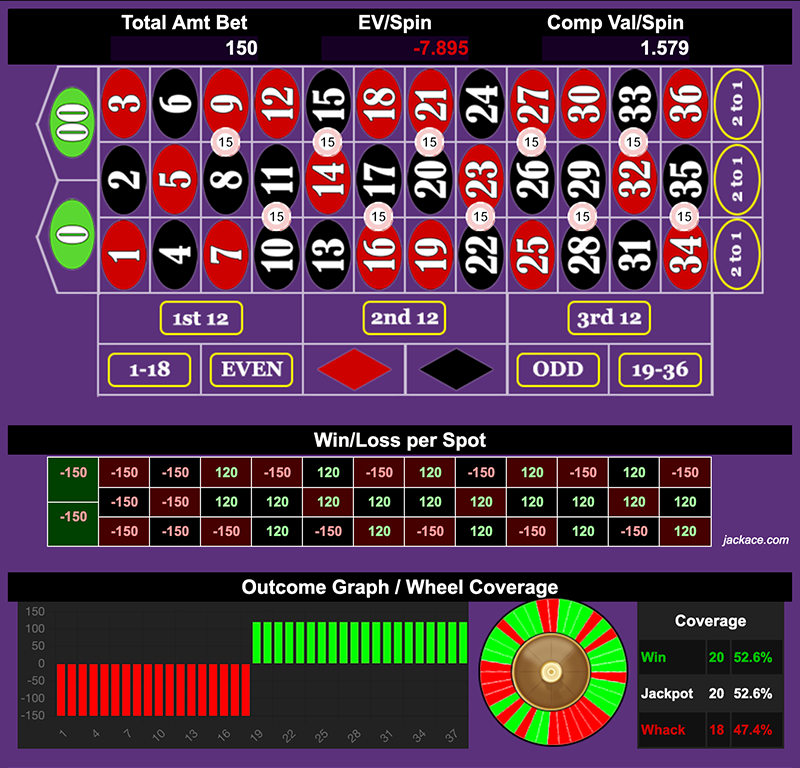 Total Amt Bet EV/Spin Comp Val/Spin
150 -7.895 1.579
00 3 6 9 12 15 18 21 24 27 30 33 36 2 to 1
15 15 15 15 15
2 5 8 11 14 17 20 23 26 29 32 35 2 to 1
15 15 15 15 15
0 1 4 7 10 13 16 19 22 25 28 31 34 2 to 1
1st 12 2nd 12 3rd 12
1-18 EVEN ODD 19-36
Win/Loss per Spot
-150 -150 -150 120 -150 120 -150 120 -150 120 -150 120 -150
-150 -150 120 120 120 120 120 120 120 120 120 120
-150 -150 -150 -150 120 -150 120 -150 120 -150 120 -150 120
jackace.com
Outcome Graph / Wheel Coverage
150
100
50
0
-50
-100
-150
1 4 7 10 13 16 19 22 25 28 31 34 37
Coverage
Win 20 52.6%
Jackpot 20 52.6%
Whack 18 47.4%